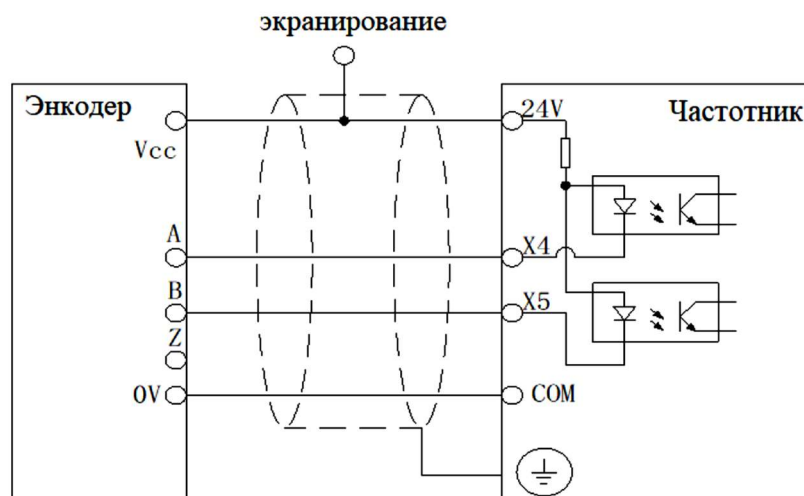 экранирование
Энкодер
Частотник
Vcc
24V
A
X4
B
X5
Z
0V
COM